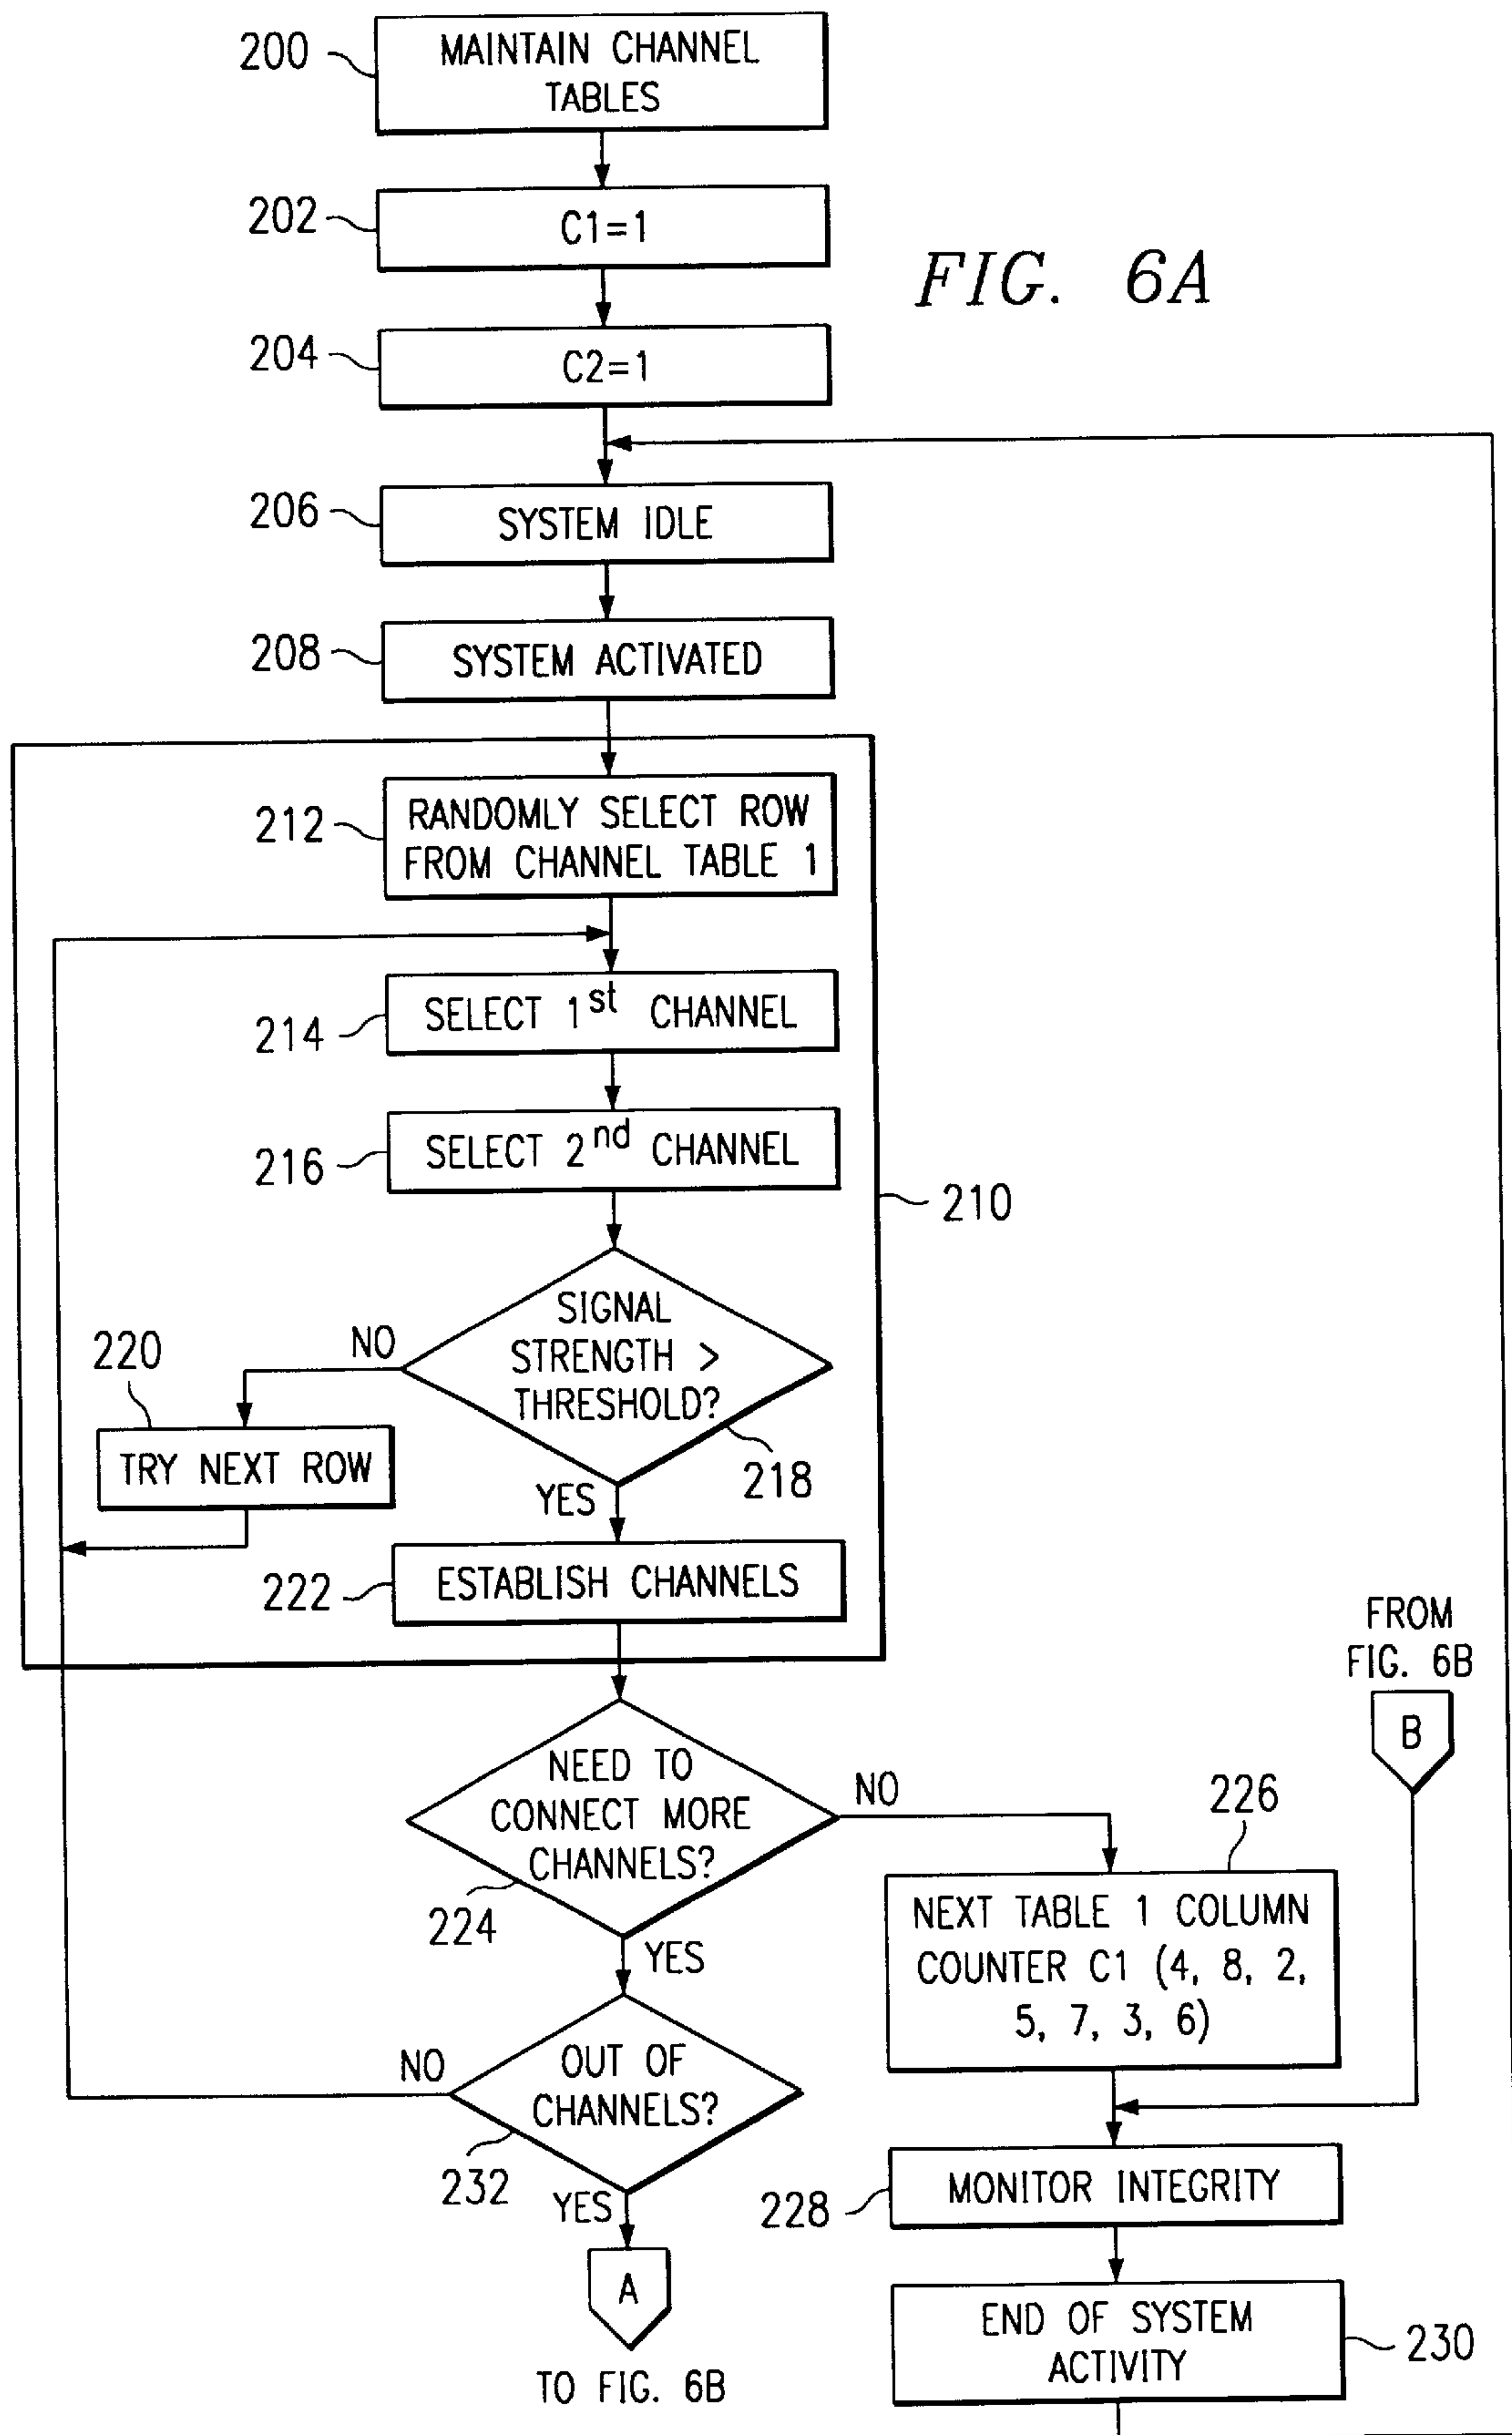 200
MAINTAIN CHANNEL
TABLES
202
C1=1
FIG. 6A
204
C2=1
206
SYSTEM IDLE
208
SYSTEM ACTIVATED
212
RANDOMLY SELECT ROW
FROM CHANNEL TABLE 1
214
SELECT 1st CHANNEL
216
SELECT 2nd CHANNEL
210
SIGNAL
STRENGTH >
THRESHOLD?
NO
220
TRY NEXT ROW
218
YES
222
ESTABLISH CHANNELS
FROM
FIG. 6B
B
NEED TO
CONNECT MORE
CHANNELS?
NO
226
224
NEXT TABLE 1 COLUMN
COUNTER C1 (4, 8, 2,
5, 7, 3, 6)
YES
NO
OUT OF
CHANNELS?
232
YES
228
MONITOR INTEGRITY
A
TO FIG. 6B
END OF SYSTEM
ACTIVITY
230